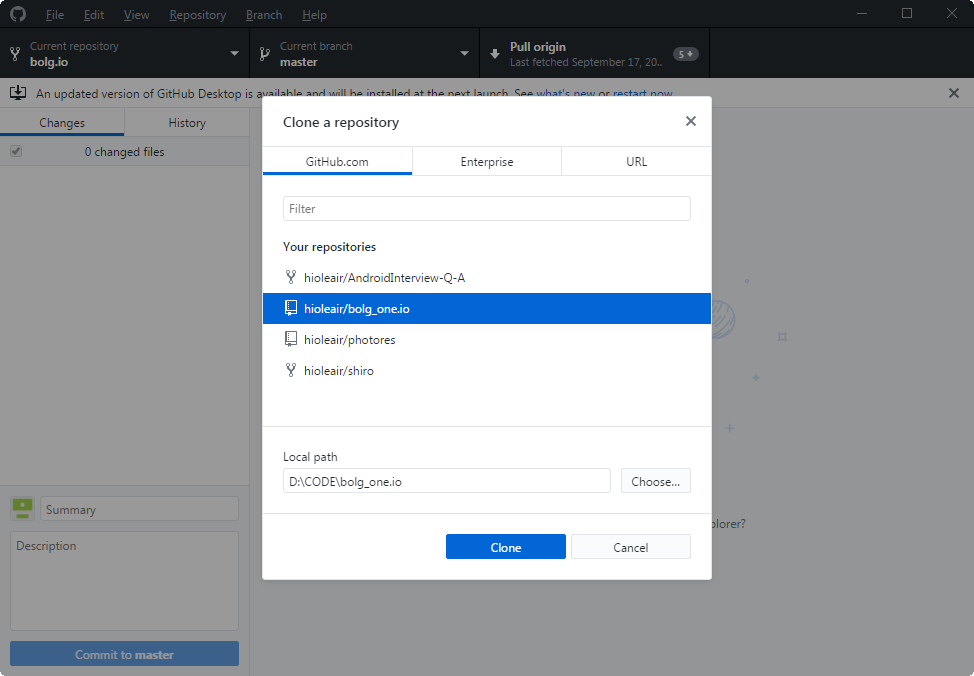 File Edit View Repository Branch Help
Current repository
bolg.io
Current branch
master
Pull origin
Last fetched September 17, 20...
5
An updated version of GitHub Desktop is available and will be installed at the next launch. See what's new or restart now.
Changes History
0 changed files
Clone a repository
GitHub.com Enterprise URL
Filter
Your repositories
hioleair/AndroidInterview-Q-A
hioleair/bolg_one.io
hioleair/photores
hioleair/shiro
Local path
D:\CODE\bolg_one.io
Choose...
Clone Cancel
plorer?
Summary
Description
Commit to master